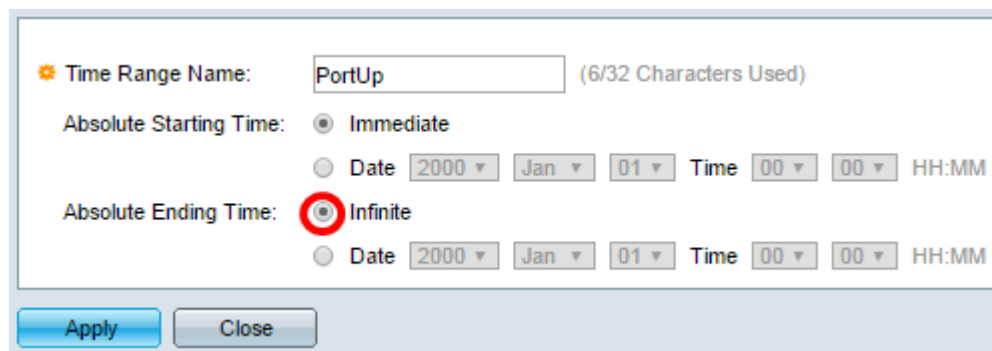 Time Range Name: PortUp (6/32 Characters Used)
Absolute Starting Time: Immediate
Date 2000 Jan 01 Time 00 00 HH:MM
Absolute Ending Time: Infinite
Date 2000 Jan 01 Time 00 00 HH:MM
Apply Close